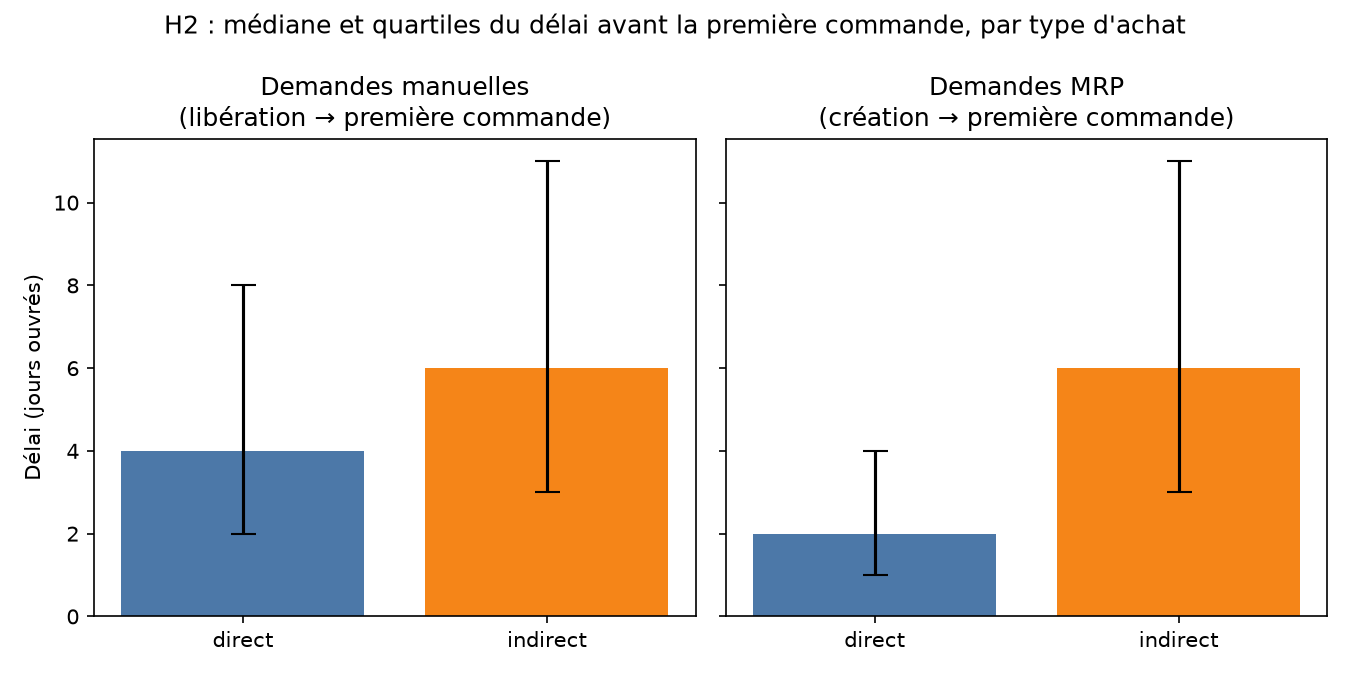 H2 : médiane et quartiles du délai avant la première commande, par type d'achat
Demandes manuelles
(libération → première commande)
Demandes MRP
(création → première commande)
Délai (jours ouvrés)
10
8
6
4
2
0
direct
indirect
direct
indirect